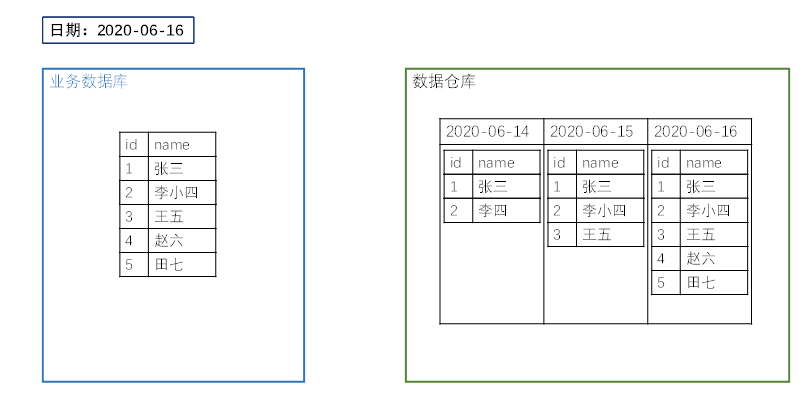 日期：2020-06-16
业务数据库
id name
1 张三
2 李小四
3 王五
4 赵六
5 田七
数据仓库
2020-06-14 2020-06-15 2020-06-16
id name id name id name
1 张三 1 张三 1 张三
2 李四 2 李小四 2 李小四
3 王五 3 王五
4 赵六
5 田七